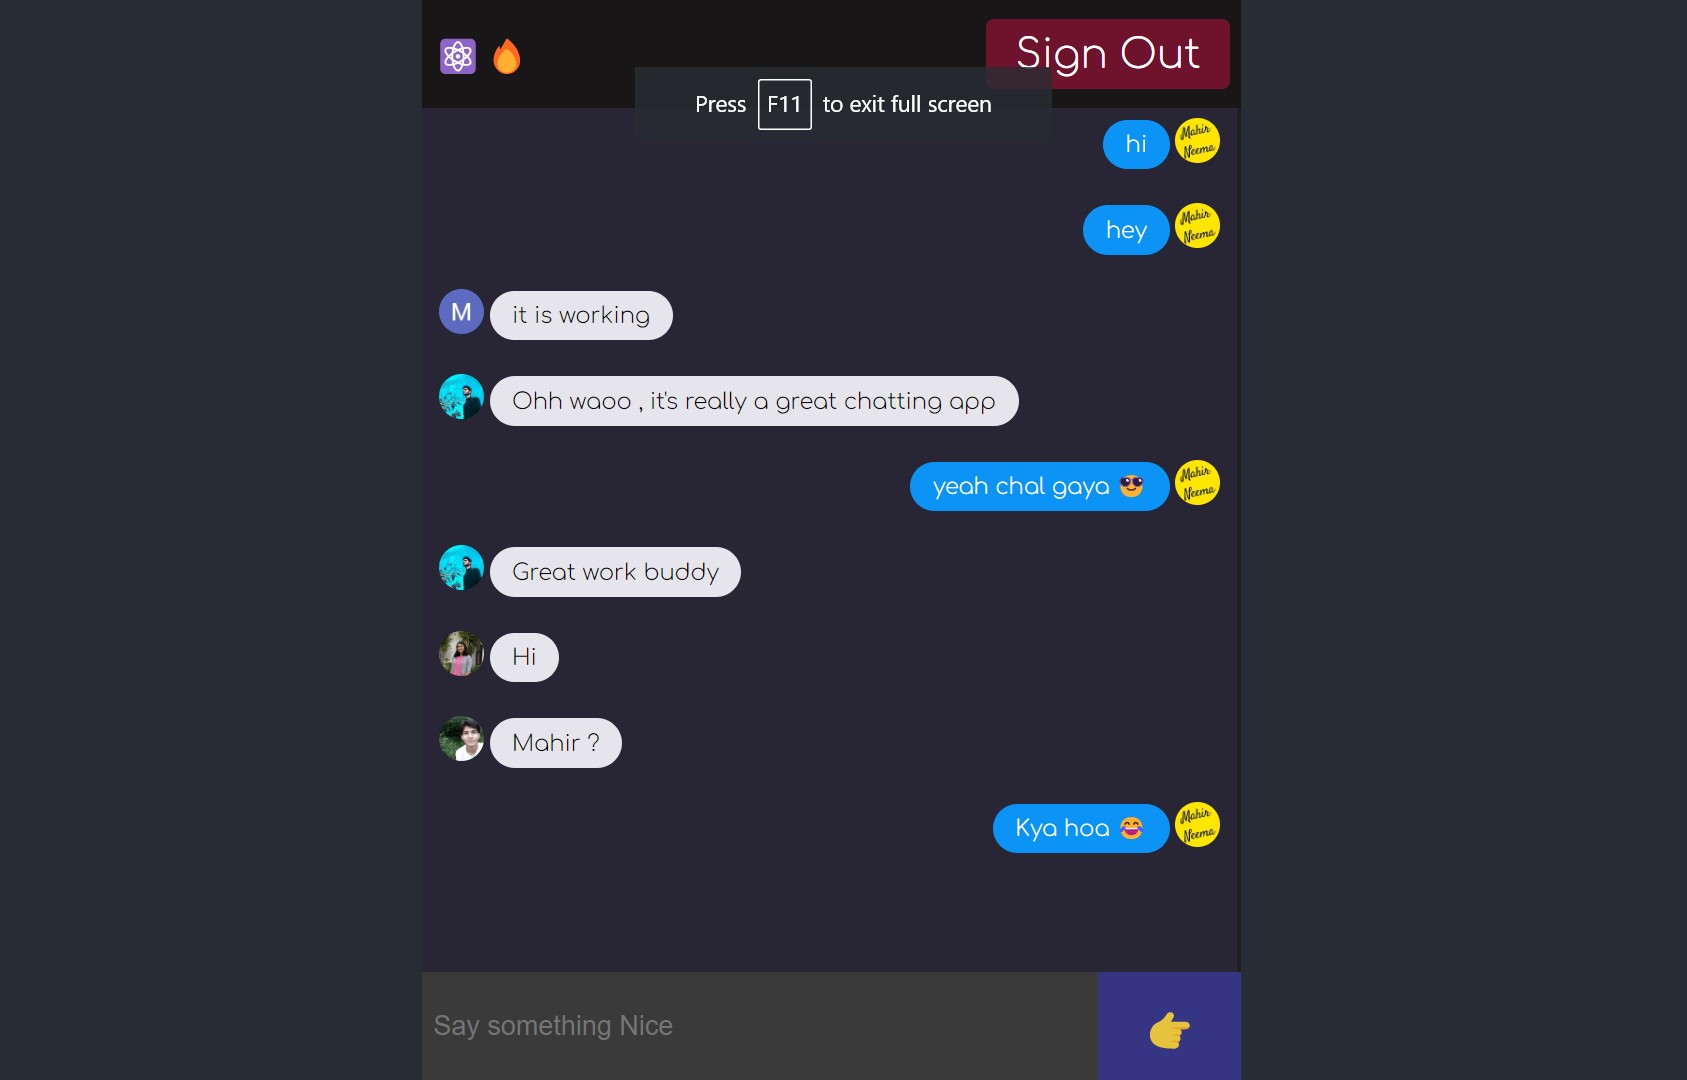 ⚛️ 🔥
Sign Out
Press F11 to exit full screen
hi
Mahir
Neema
hey
Mahir
Neema
M
it is working
Ohh waoo , it's really a great chatting app
yeah chal gaya 😎
Mahir
Neema
Great work buddy
Hi
Mahir ?
Kya hoa 😂
Mahir
Neema
Say something Nice